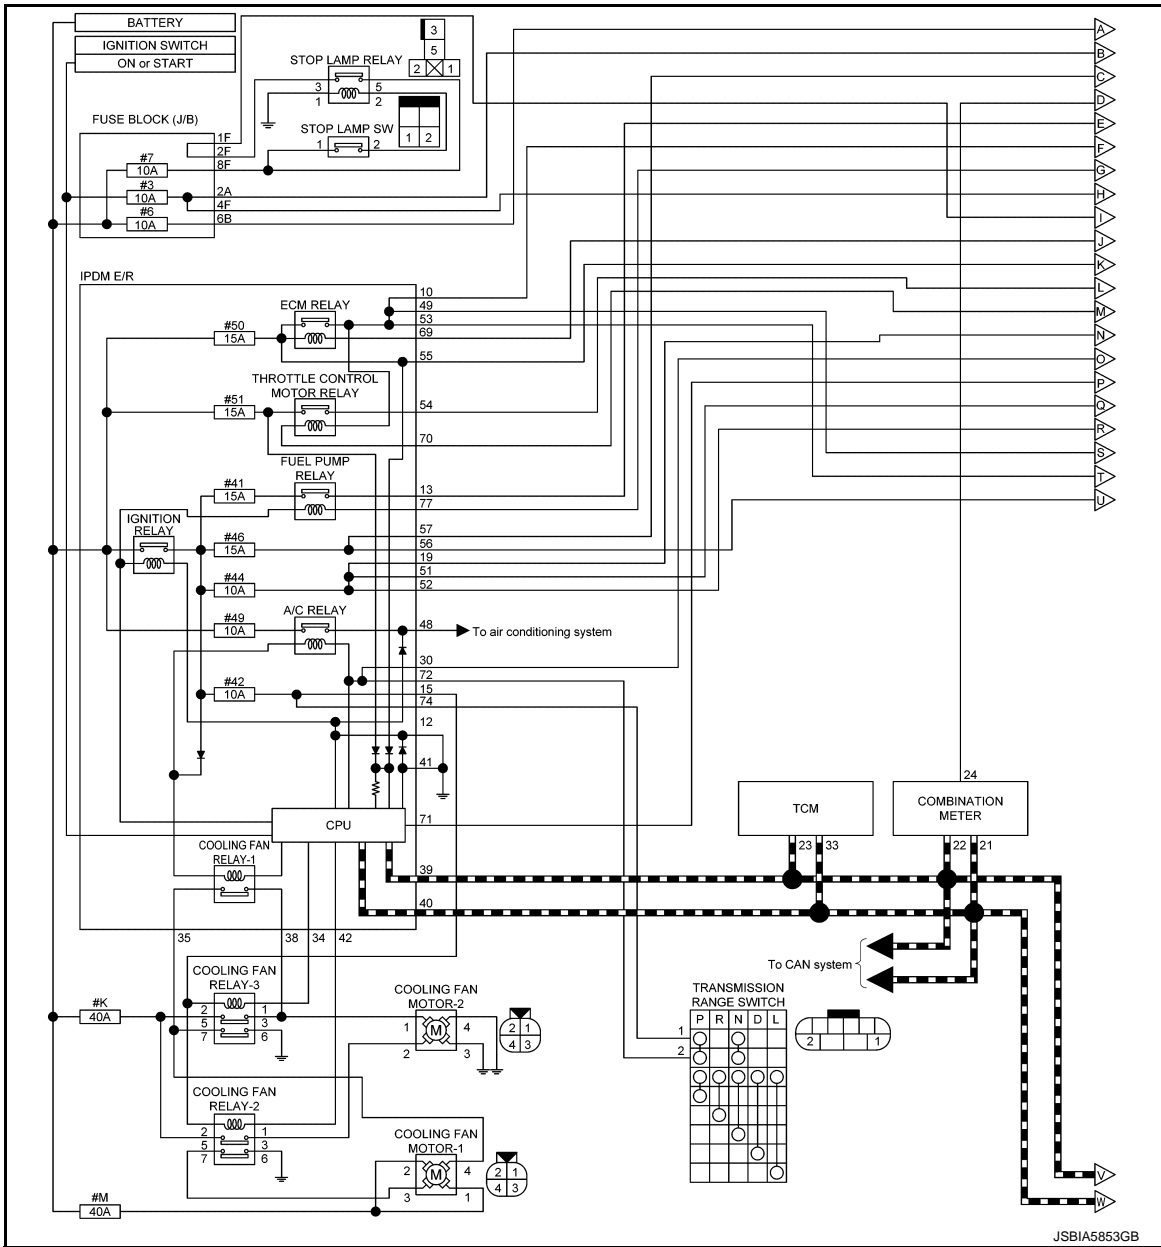 BATTERY
IGNITION SWITCH
ON or START
FUSE BLOCK (J/B)
#7
10A
#3
10A
#6
10A
1F
2F
8F
2A
4F
6B
STOP LAMP RELAY
3
5
1
2
STOP LAMP SW
1
2
3
5
2
1
1
2
A
B
C
D
E
F
G
H
I
J
K
L
M
N
O
P
Q
R
S
T
U
IPDM E/R
#50
15A
ECM RELAY
#51
15A
THROTTLE CONTROL
MOTOR RELAY
#41
15A
FUEL PUMP
RELAY
IGNITION
RELAY
#46
15A
#44
10A
#49
10A
A/C RELAY
#42
10A
10
49
53
69
55
54
70
13
77
57
56
19
51
52
48
To air conditioning system
30
72
15
74
12
41
CPU
71
39
40
COOLING FAN
RELAY-1
35
38
34
42
TCM
23
33
24
COMBINATION
METER
22
21
To CAN system
#K
40A
COOLING FAN
RELAY-3
2
1
5
3
7
6
COOLING FAN
MOTOR-2
1
4
M
2
3
2
1
4
3
COOLING FAN
RELAY-2
2
1
5
3
7
6
COOLING FAN
MOTOR-1
2
4
M
3
1
2
1
4
3
#M
40A
TRANSMISSION
RANGE SWITCH
P R N D L
1
2
2
1
V
W
JSBIA5853GB